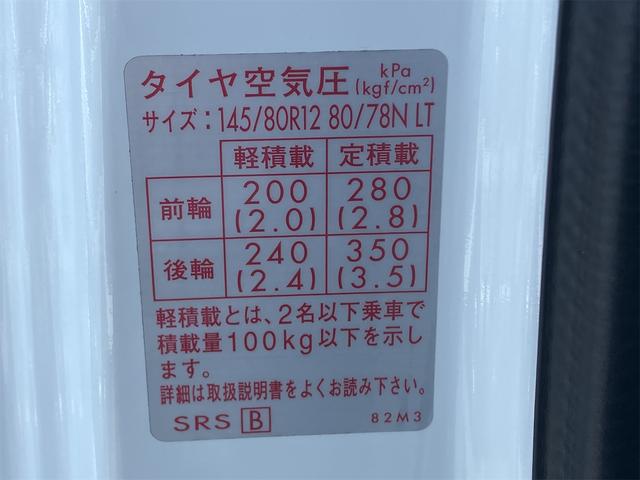 タイヤ空気圧 kPa (kgf/cm²)
サイズ：145/80R12 80/78N LT
軽積載 定積載
前輪 200 (2.0) 280 (2.8)
後輪 240 (2.4) 350 (3.5)
軽積載とは、2名以下乗車で
積載量100kg以下を示し
ます。
詳細は取扱説明書をよくお読み下さい。
SRS B 82M3